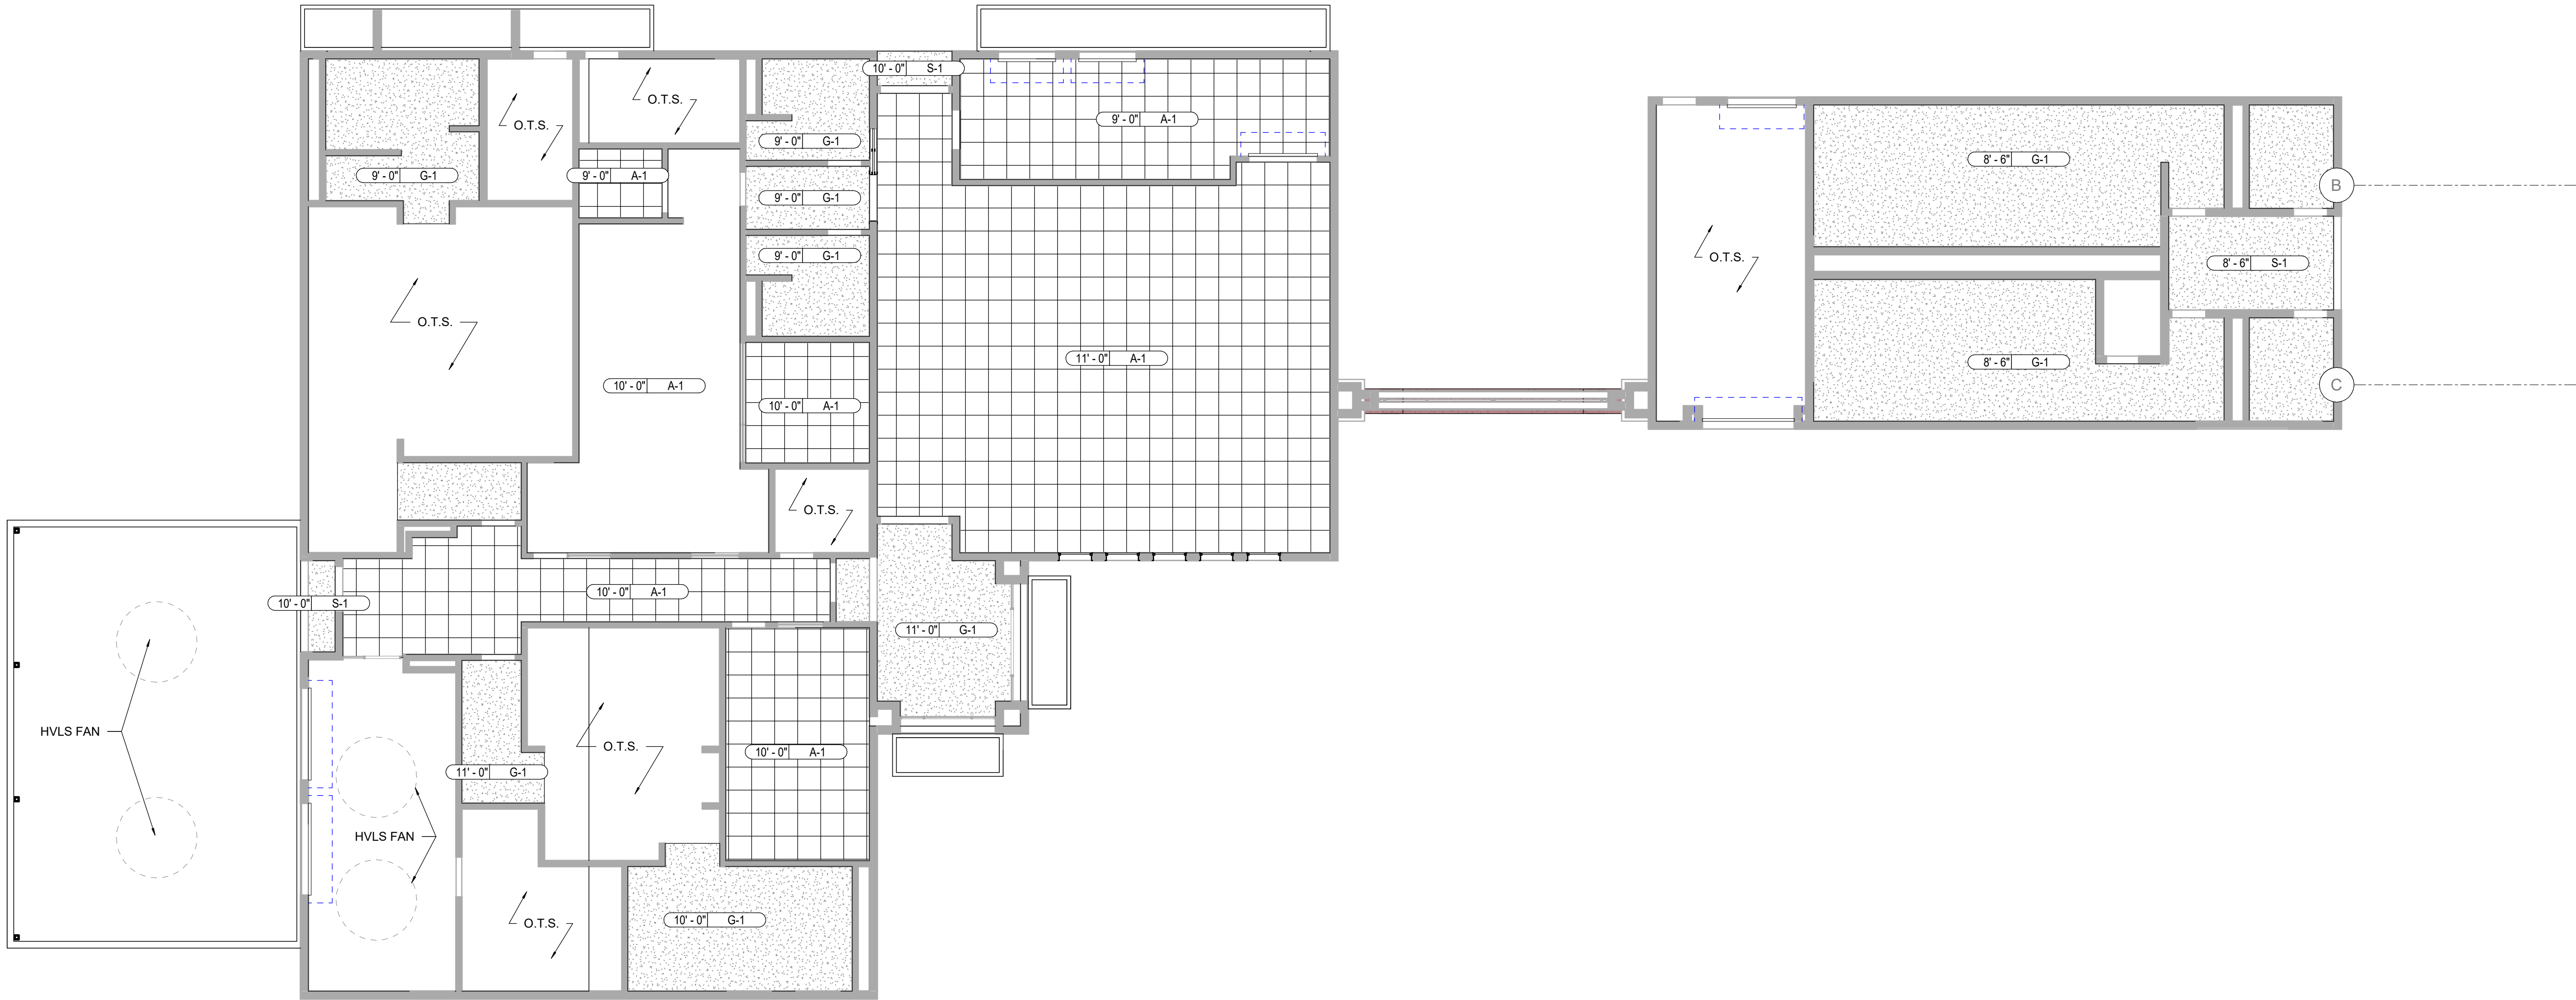 10' - 0" S-1
O.T.S.
9' - 0" A-1
O.T.S.
9' - 0" G-1
8' - 6" G-1
9' - 0" G-1
9' - 0" A-1
B
9' - 0" G-1
9' - 0" G-1
O.T.S.
8' - 6" S-1
O.T.S.
11' - 0" A-1
8' - 6" G-1
10' - 0" A-1
C
10' - 0" A-1
O.T.S.
10' - 0" A-1
10' - 0" S-1
11' - 0" G-1
HVLS FAN
O.T.S.
10' - 0" A-1
11' - 0" G-1
HVLS FAN
10' - 0" G-1
O.T.S.